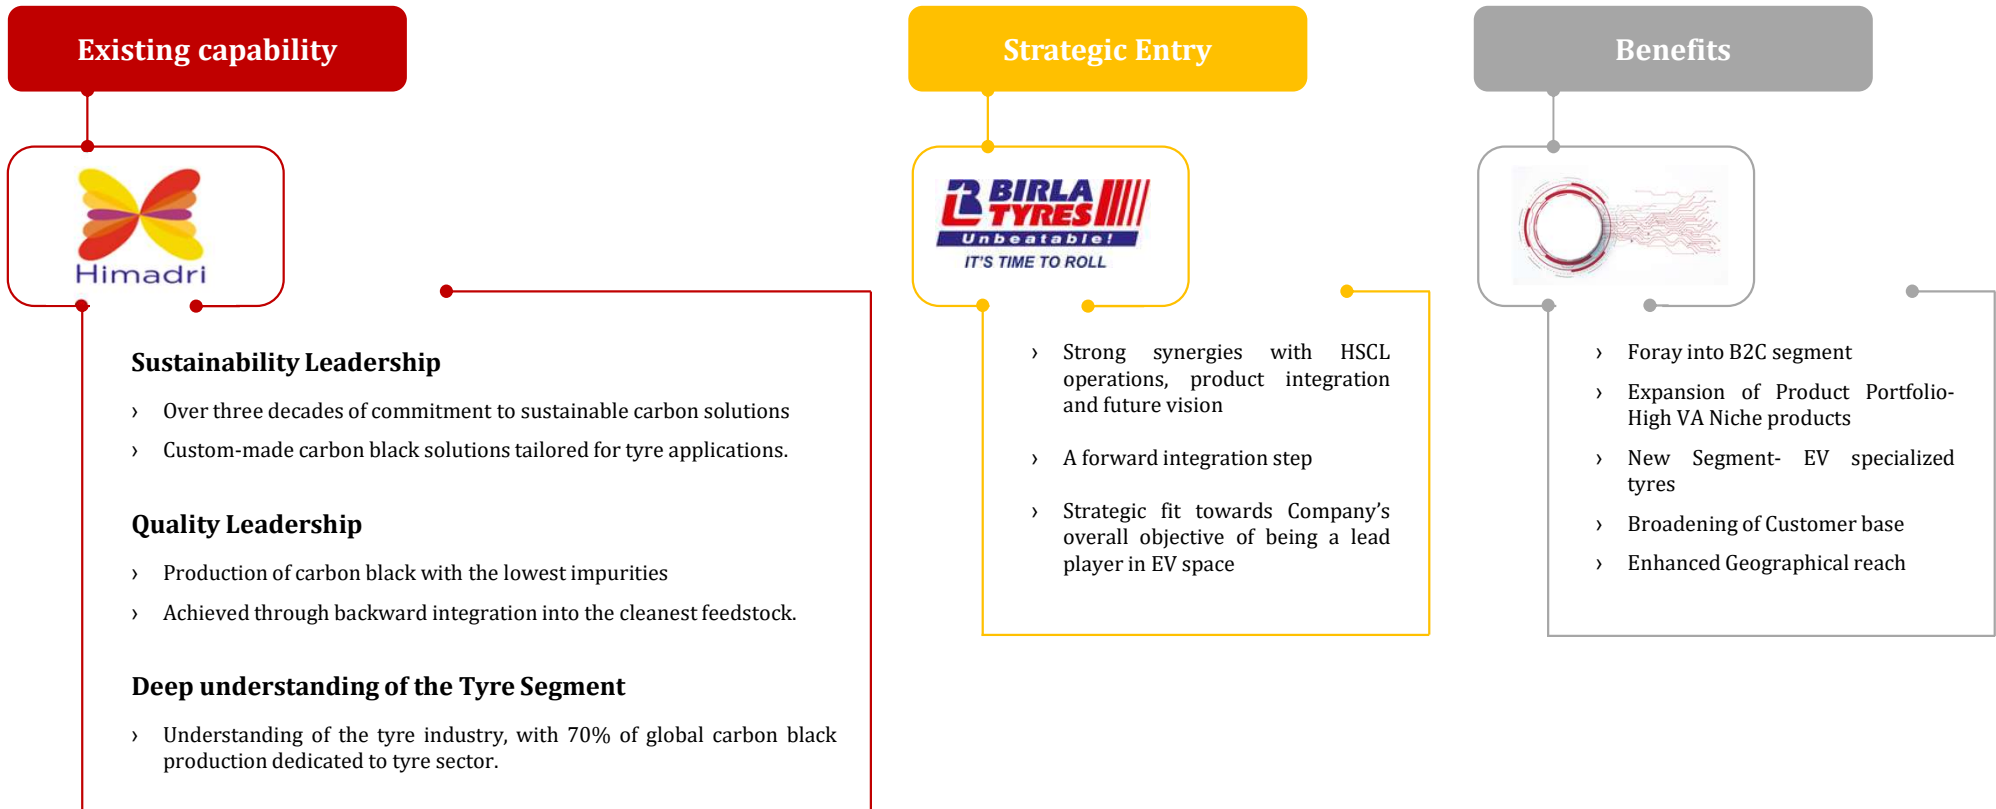 Existing capability
Himadri
Sustainability Leadership
› Over three decades of commitment to sustainable carbon solutions
› Custom-made carbon black solutions tailored for tyre applications.
Quality Leadership
› Production of carbon black with the lowest impurities
› Achieved through backward integration into the cleanest feedstock.
Deep understanding of the Tyre Segment
› Understanding of the tyre industry, with 70% of global carbon black
production dedicated to tyre sector.
Strategic Entry
BIRLA
TYRES
Unbeatable!
IT'S TIME TO ROLL
› Strong synergies with HSCL
operations, product integration
and future vision
› A forward integration step
› Strategic fit towards Company's
overall objective of being a lead
player in EV space
Benefits
› Foray into B2C segment
› Expansion of Product Portfolio-
High VA Niche products
› New Segment- EV specialized
tyres
› Broadening of Customer base
› Enhanced Geographical reach